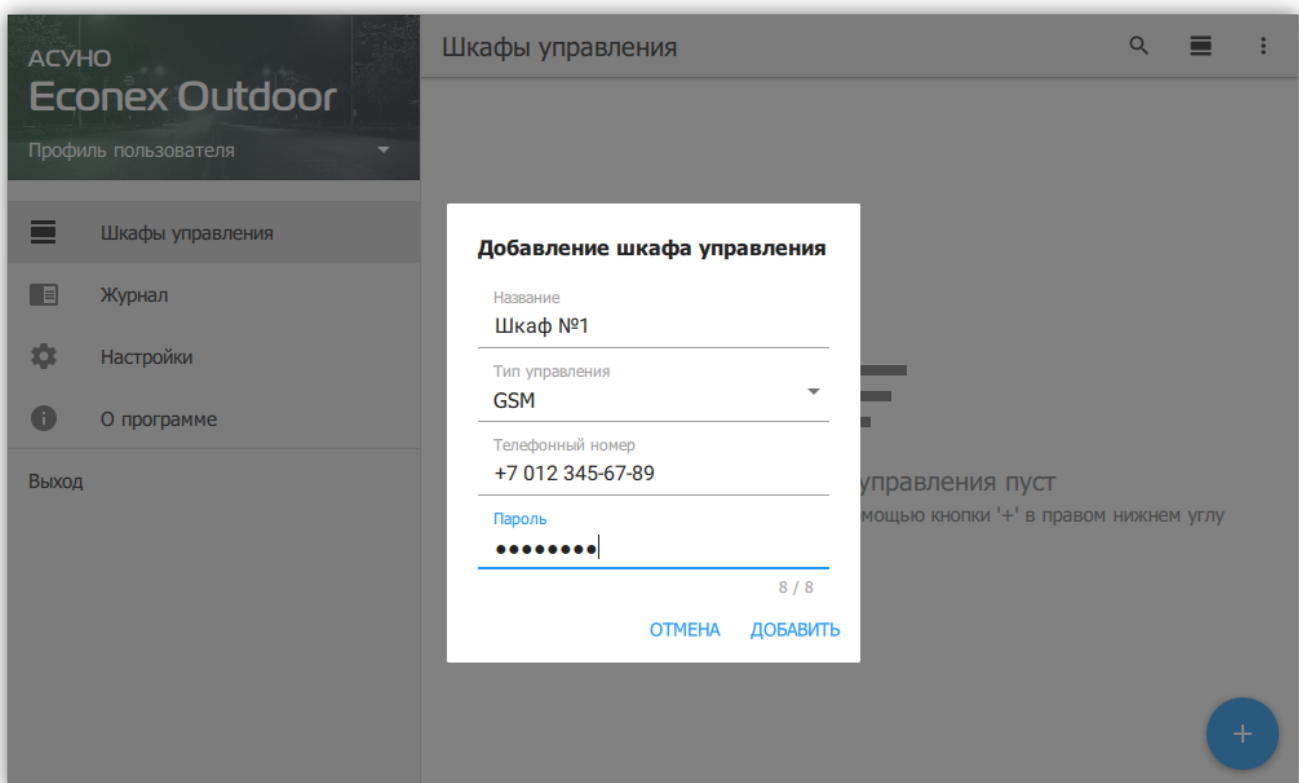 АСУНО
Econex Outdoor
Профиль пользователя
Шкафы управления
Журнал
Настройки
О программе
Выход
Шкафы управления
управления пуст
мощью кнопки '+' в правом нижнем углу
Добавление шкафа управления
Название
Шкаф №1
Тип управления
GSM
Телефонный номер
+7 012 345-67-89
Пароль
••••••••
8 / 8
ОТМЕНА ДОБАВИТЬ